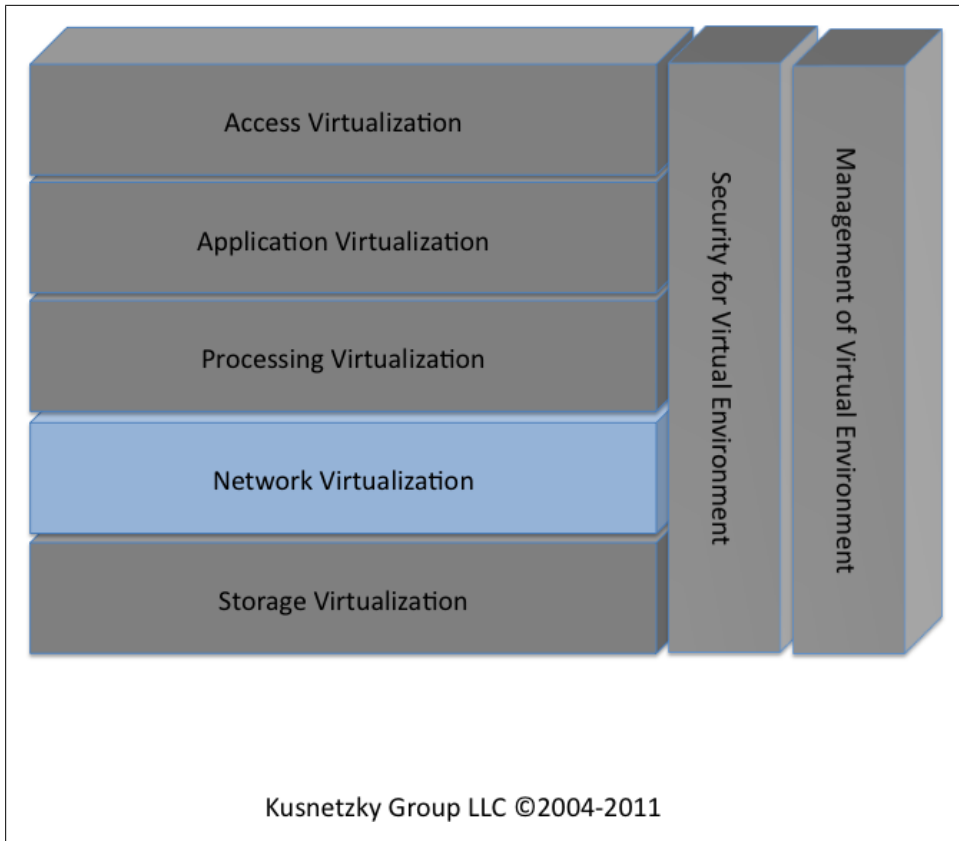 Access Virtualization
Application Virtualization
Processing Virtualization
Network Virtualization
Storage Virtualization
Security for Virtual Environment
Management of Virtual Environment
Kusnetzky Group LLC ©2004-2011